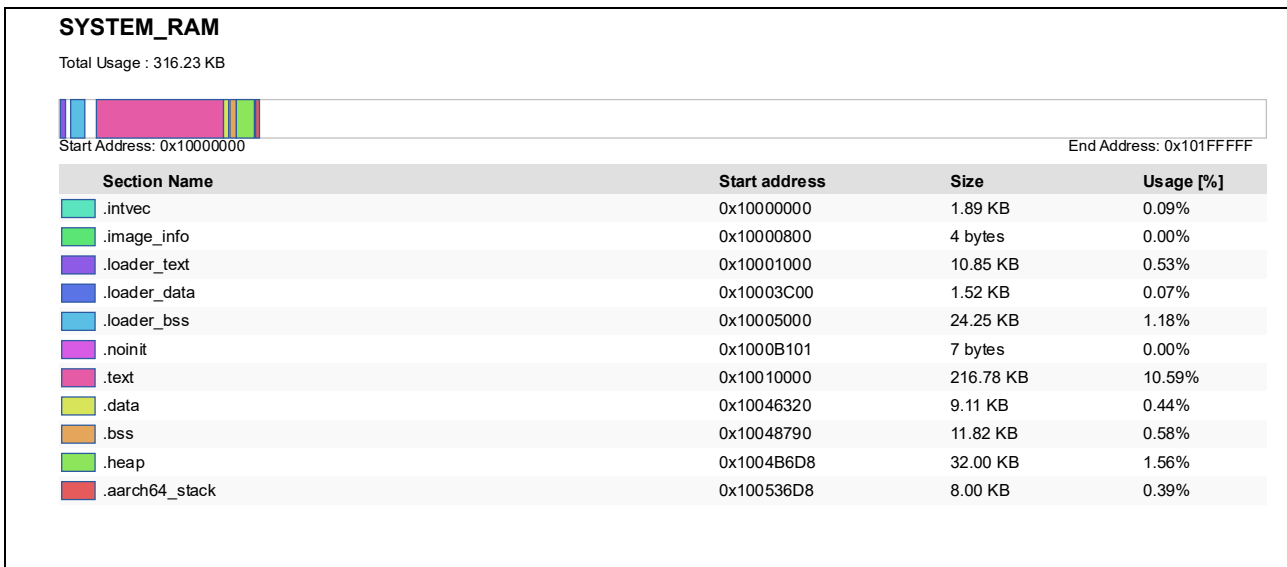 SYSTEM_RAM
Total Usage : 316.23 KB
Start Address: 0x10000000 End Address: 0x101FFFFF
Section Name Start address Size Usage [%]
.intvec 0x10000000 1.89 KB 0.09%
.image_info 0x10000800 4 bytes 0.00%
.loader_text 0x10001000 10.85 KB 0.53%
.loader_data 0x10003C00 1.52 KB 0.07%
.loader_bss 0x10005000 24.25 KB 1.18%
.noinit 0x1000B101 7 bytes 0.00%
.text 0x10010000 216.78 KB 10.59%
.data 0x10046320 9.11 KB 0.44%
.bss 0x10048790 11.82 KB 0.58%
.heap 0x1004B6D8 32.00 KB 1.56%
.aarch64_stack 0x100536D8 8.00 KB 0.39%